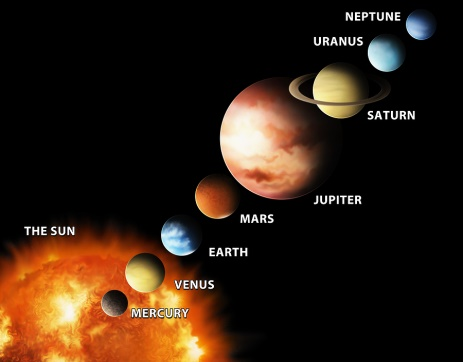 NEPTUNE
URANUS
SATURN
JUPITER
MARS
THE SUN
EARTH
VENUS
MERCURY